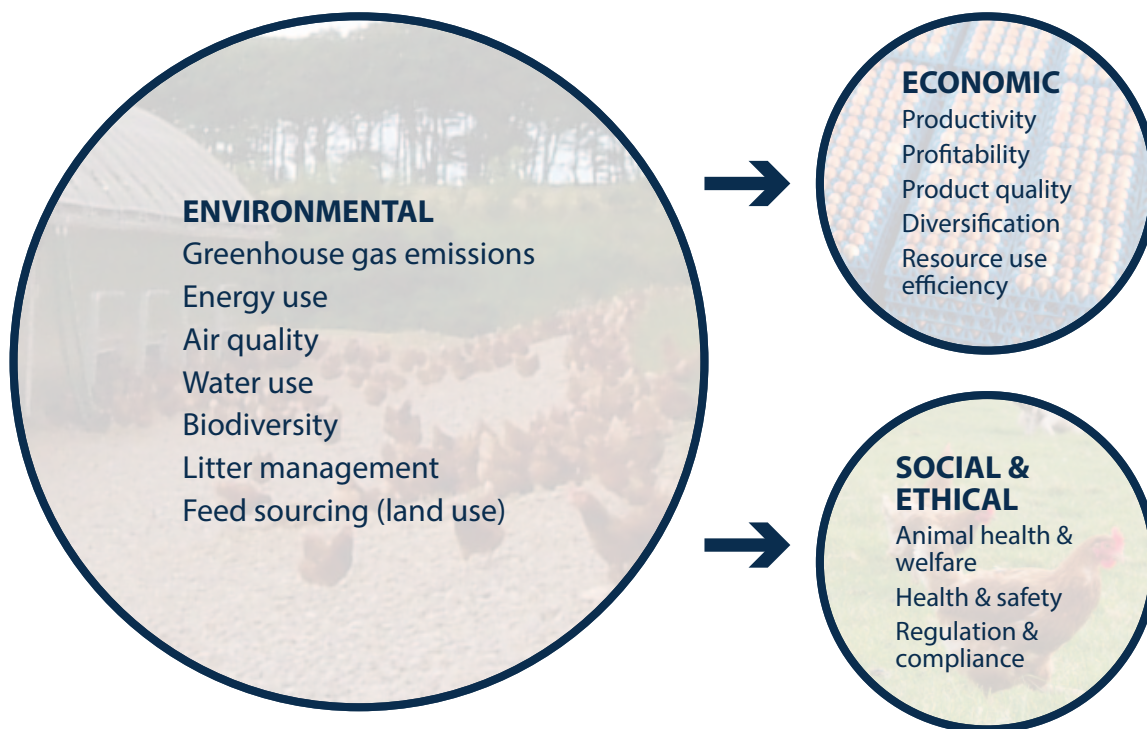 ENVIRONMENTAL
Greenhouse gas emissions
Energy use
Air quality
Water use
Biodiversity
Litter management
Feed sourcing (land use)
ECONOMIC
Productivity
Profitability
Product quality
Diversification
Resource use
efficiency
SOCIAL &
ETHICAL
Animal health &
welfare
Health & safety
Regulation &
compliance